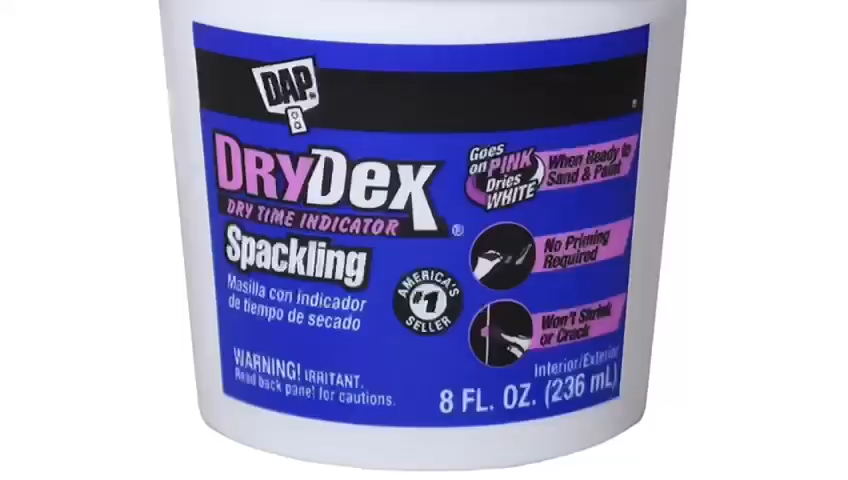 DAP
DRYDEX®
DRY TIME INDICATOR
Spackling
Masilla con indicador
de tiempo de secado
AMERICA'S
#1
SELLER
WARNING! IRRITANT.
Read back panel for cautions.
Goes
on PINK
Dries
WHITE
When Ready to
Sand & Paint
No Priming
Required
Won't Shrink
or Crack
Interior/Exterior
8 FL. OZ. (236 mL)